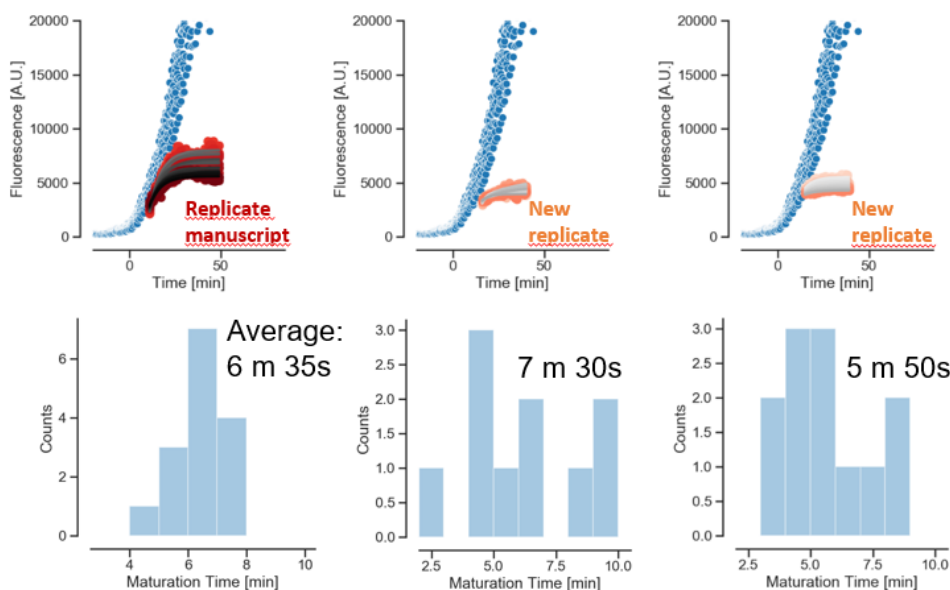 20000
15000
10000
5000
0
Fluorescence [A.U.]
Replicate
manuscript
0
50
Time [min]
20000
15000
10000
5000
0
Fluorescence [A.U.]
New
replicate
0
50
Time [min]
20000
15000
10000
5000
0
Fluorescence [A.U.]
New
replicate
0
50
Time [min]
Average:
6 m 35s
6
4
2
0
Counts
4
6
8
10
Maturation Time [min]
7 m 30s
3.0
2.5
2.0
1.5
1.0
0.5
0.0
Counts
2.5
5.0
7.5
10.0
Maturation Time [min]
5 m 50s
3.0
2.5
2.0
1.5
1.0
0.5
0.0
Counts
2.5
5.0
7.5
10.0
Maturation Time [min]